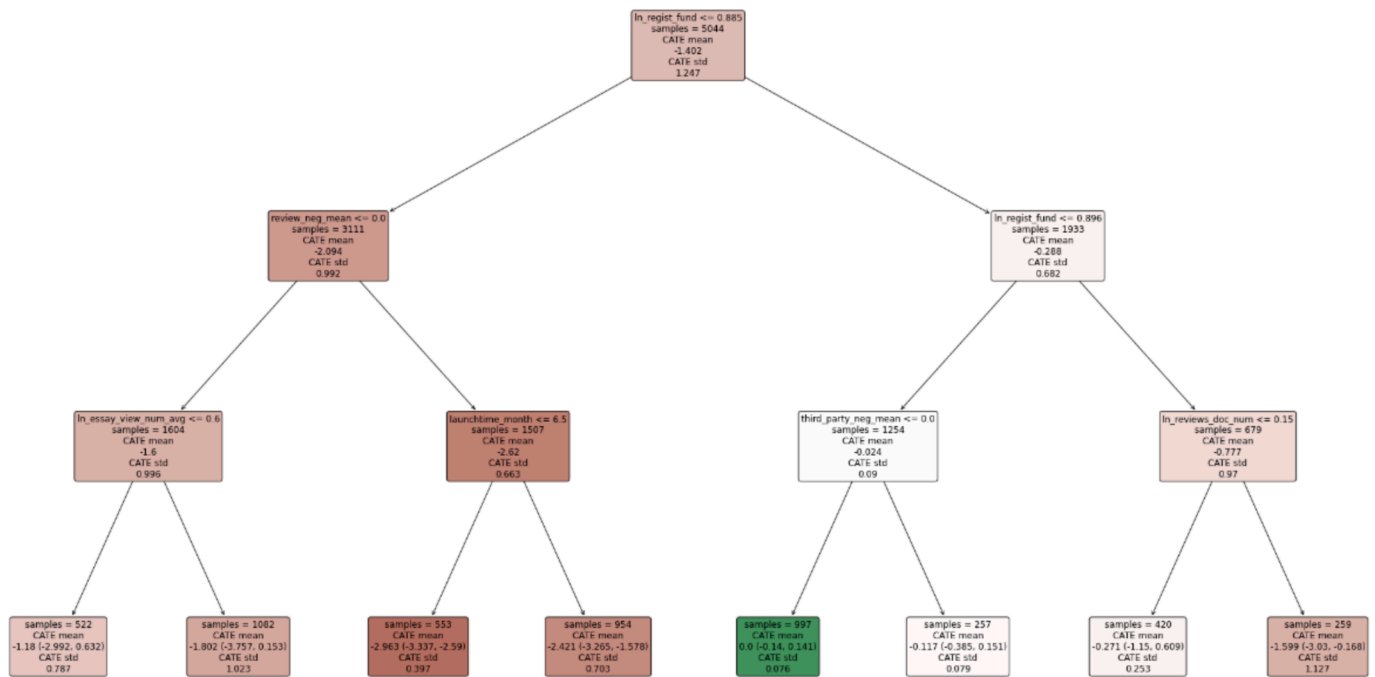 ln_regist_fund <= 0.885
samples = 5044
CATE mean
-1.402
CATE std
1.247
review_neg_mean <= 0.0
samples = 3111
CATE mean
-2.094
CATE std
0.992
ln_regist_fund <= 0.896
samples = 1933
CATE mean
-0.288
CATE std
0.682
ln_essay_view_num_avg <= 0.6
samples = 1604
CATE mean
-1.6
CATE std
0.996
launchtime_month <= 6.5
samples = 1507
CATE mean
-2.62
CATE std
0.663
third_party_neg_mean <= 0.0
samples = 1254
CATE mean
-0.024
CATE std
0.09
ln_reviews_doc_num <= 0.15
samples = 679
CATE mean
-0.777
CATE std
0.97
samples = 522
CATE mean
-1.18 (-2.992, 0.632)
CATE std
0.787
samples = 1082
CATE mean
-1.802 (-3.757, 0.153)
CATE std
1.023
samples = 553
CATE mean
-2.963 (-3.337, -2.59)
CATE std
0.397
samples = 954
CATE mean
-2.421 (-3.265, -1.578)
CATE std
0.703
samples = 997
CATE mean
0.0 (-0.14, 0.141)
CATE std
0.076
samples = 257
CATE mean
-0.117 (-0.385, 0.151)
CATE std
0.079
samples = 420
CATE mean
-0.271 (-1.15, 0.609)
CATE std
0.253
samples = 259
CATE mean
-1.599 (-3.03, -0.168)
CATE std
1.127